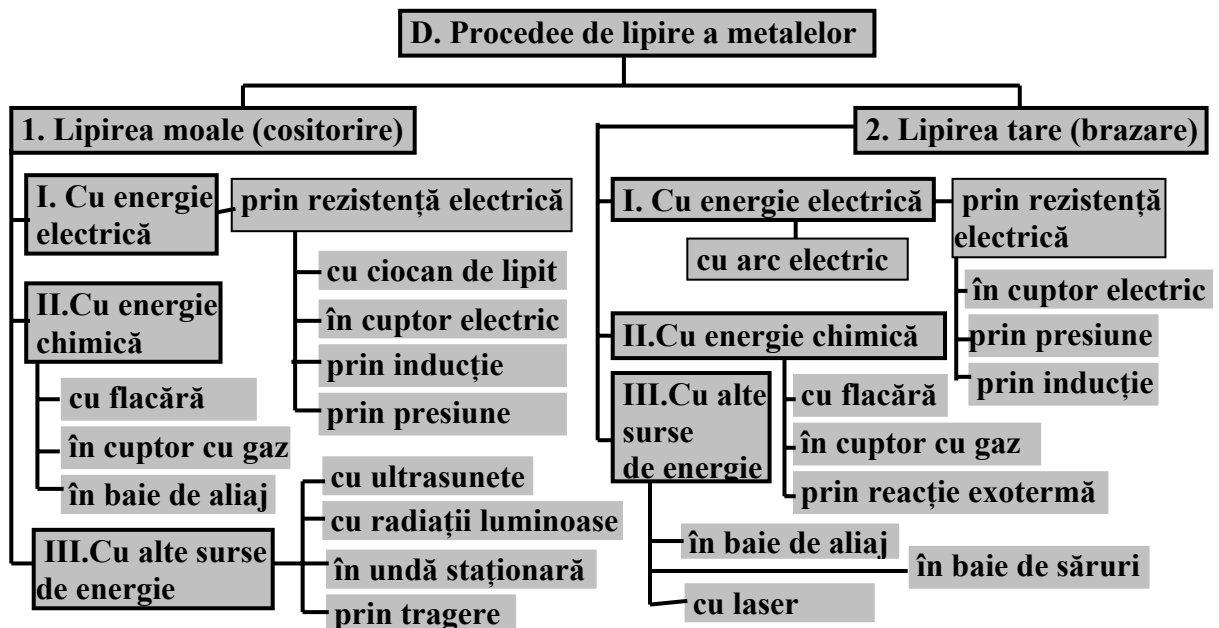 D. Procedee de lipire a metalelor
1. Lipirea moale (cositorire)
I. Cu energie
electrică
prin rezistență electrică
cu ciocan de lipit
în cuptor electric
prin inducție
prin presiune
II.Cu energie
chimică
cu flacără
în cuptor cu gaz
în baie de aliaj
III.Cu alte surse
de energie
cu ultrasunete
cu radiații luminoase
în undă staționară
prin tragere
2. Lipirea tare (brazare)
I. Cu energie electrică
cu arc electric
prin rezistență
electrică
în cuptor electric
prin presiune
prin inducție
II.Cu energie chimică
cu flacără
în cuptor cu gaz
prin reacție exotermă
III.Cu alte
surse
de energie
în baie de aliaj
în baie de săruri
cu laser